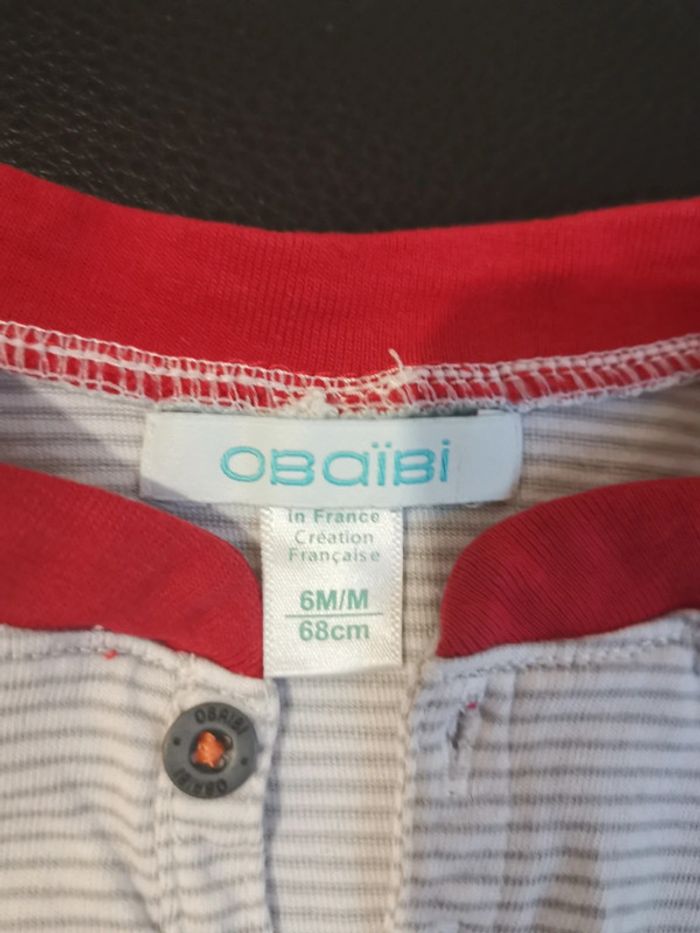 OBaïBi
in France
Création
Française
6M/M
68cm
OBAIBI
OBAIBI